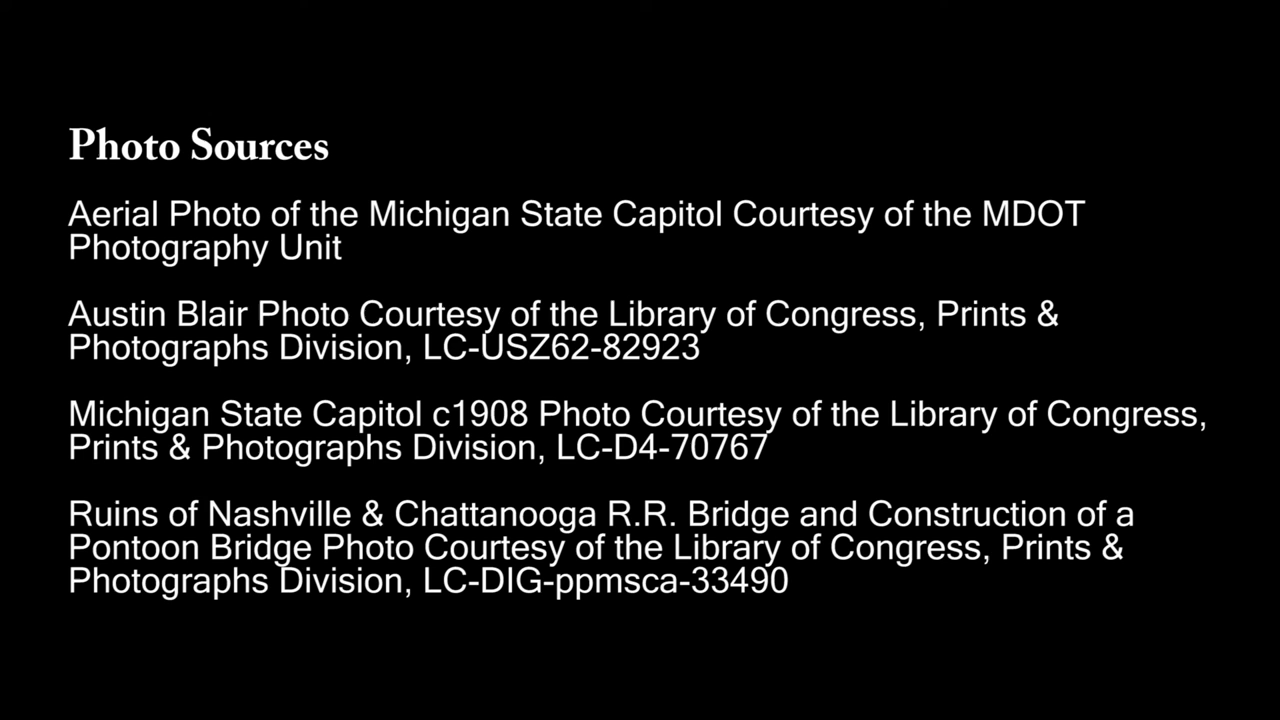 Photo Sources
Aerial Photo of the Michigan State Capitol Courtesy of the MDOT
Photography Unit
Austin Blair Photo Courtesy of the Library of Congress, Prints &
Photographs Division, LC-USZ62-82923
Michigan State Capitol c1908 Photo Courtesy of the Library of Congress,
Prints & Photographs Division, LC-D4-70767
Ruins of Nashville & Chattanooga R.R. Bridge and Construction of a
Pontoon Bridge Photo Courtesy of the Library of Congress, Prints &
Photographs Division, LC-DIG-ppmsca-33490